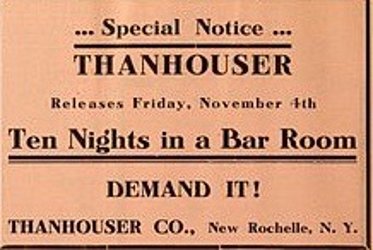 ... Special Notice ...
THANHOUSER
Releases Friday, November 4th
Ten Nights in a Bar Room
DEMAND IT!
THANHOUSER CO., New Rochelle, N. Y.